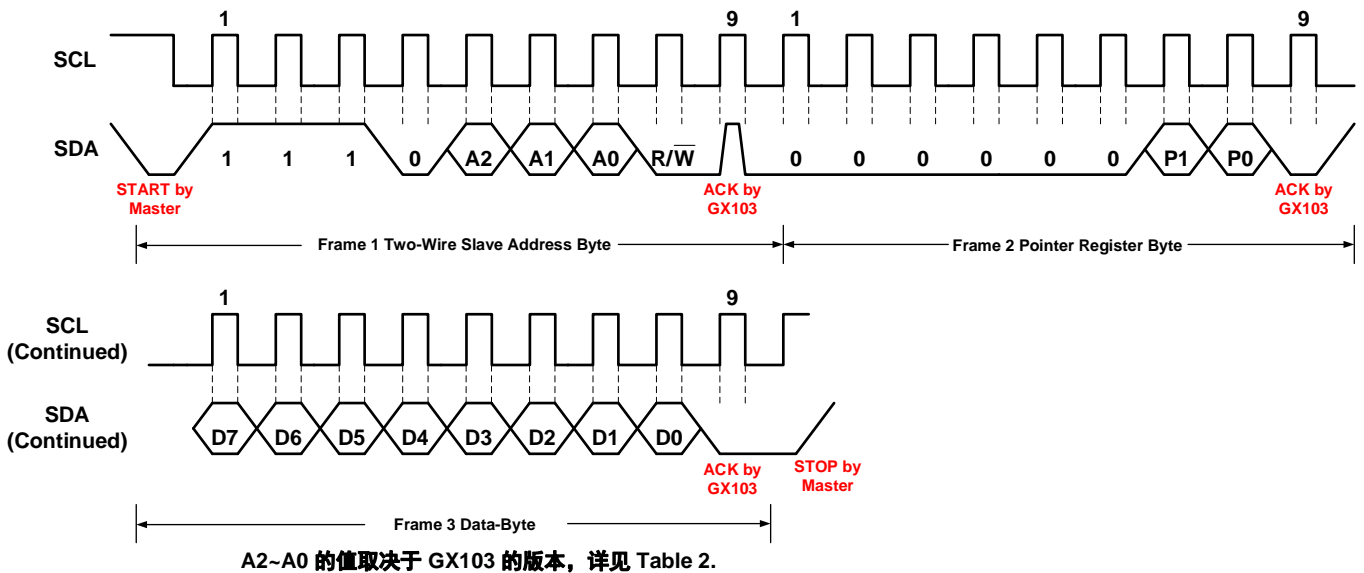 1 9 1 9
SCL
SDA
1 1 1 0 A2 A1 A0 R/W̅ 0 0 0 0 0 0 P1 P0
START by
Master
ACK by
GX103
ACK by
GX103
Frame 1 Two-Wire Slave Address Byte
Frame 2 Pointer Register Byte
1 9
SCL
(Continued)
SDA
(Continued)
D7 D6 D5 D4 D3 D2 D1 D0
ACK by
GX103
STOP by
Master
Frame 3 Data-Byte
A2~A0 的值取决于 GX103 的版本，详见 Table 2.